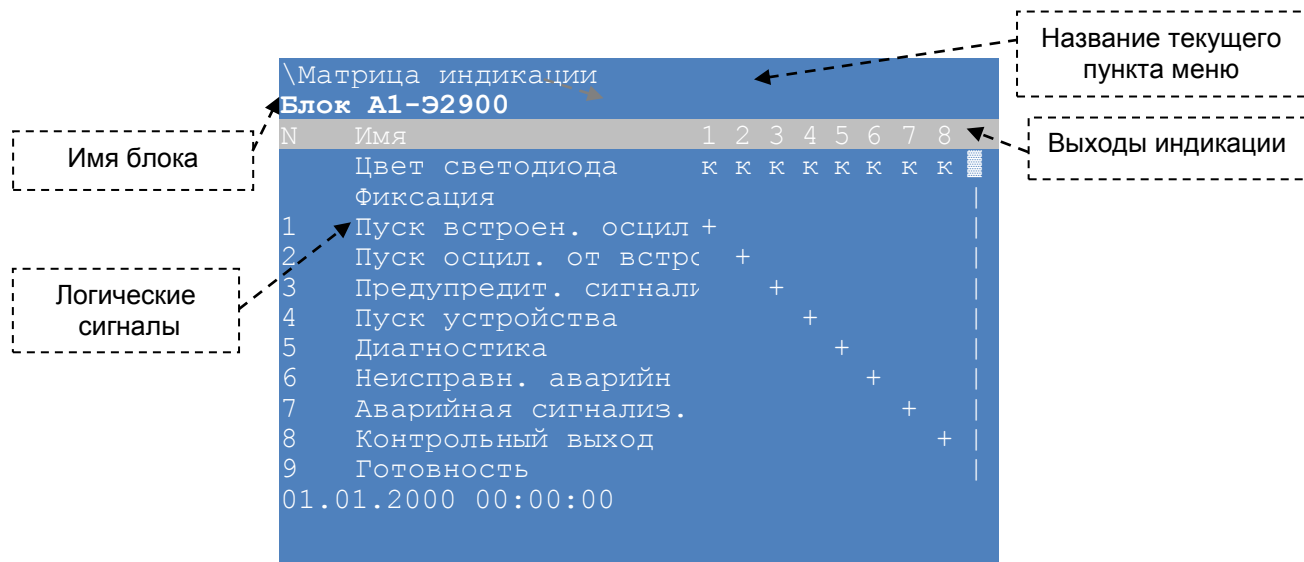 Название текущего
пункта меню
\Матрица индикации
Блок А1-Э2900
Имя блока
N Имя 1 2 3 4 5 6 7 8
Выходы индикации
Цвет светодиода к к к к к к к к
Фиксация |
1 Пуск встроен. осцил + |
2 Пуск осцил. от встро + |
3 Предупредит. сигнали + |
Логические
сигналы
4 Пуск устройства + |
5 Диагностика + |
6 Неисправн. аварийн + |
7 Аварийная сигнализ. + |
8 Контрольный выход + |
9 Готовность |
01.01.2000 00:00:00